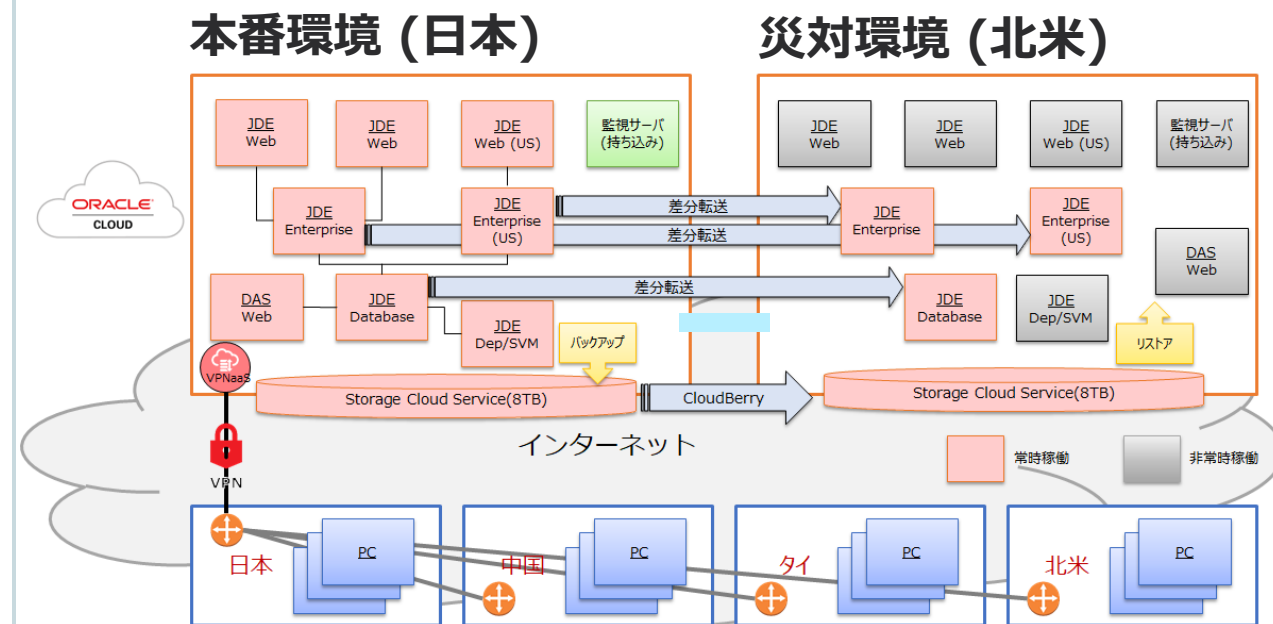 本番環境 (日本)
災対環境 (北米)
JDE
Web
JDE
Web
JDE
Web (US)
監視サーバ
(持ち込み)
JDE
Web
JDE
Web
JDE
Web (US)
監視サーバ
(持ち込み)
ORACLE
CLOUD
JDE
Enterprise
JDE
Enterprise
(US)
差分転送
差分転送
JDE
Enterprise
JDE
Enterprise
(US)
DAS
Web
DAS
Web
JDE
Database
JDE
Dep/SVM
差分転送
JDE
Database
JDE
Dep/SVM
バックアップ
リストア
VPNaaS
Storage Cloud Service(8TB)
CloudBerry
Storage Cloud Service(8TB)
インターネット
常時稼働
非常時稼働
VPN
日本
PC
中国
PC
タイ
PC
北米
PC